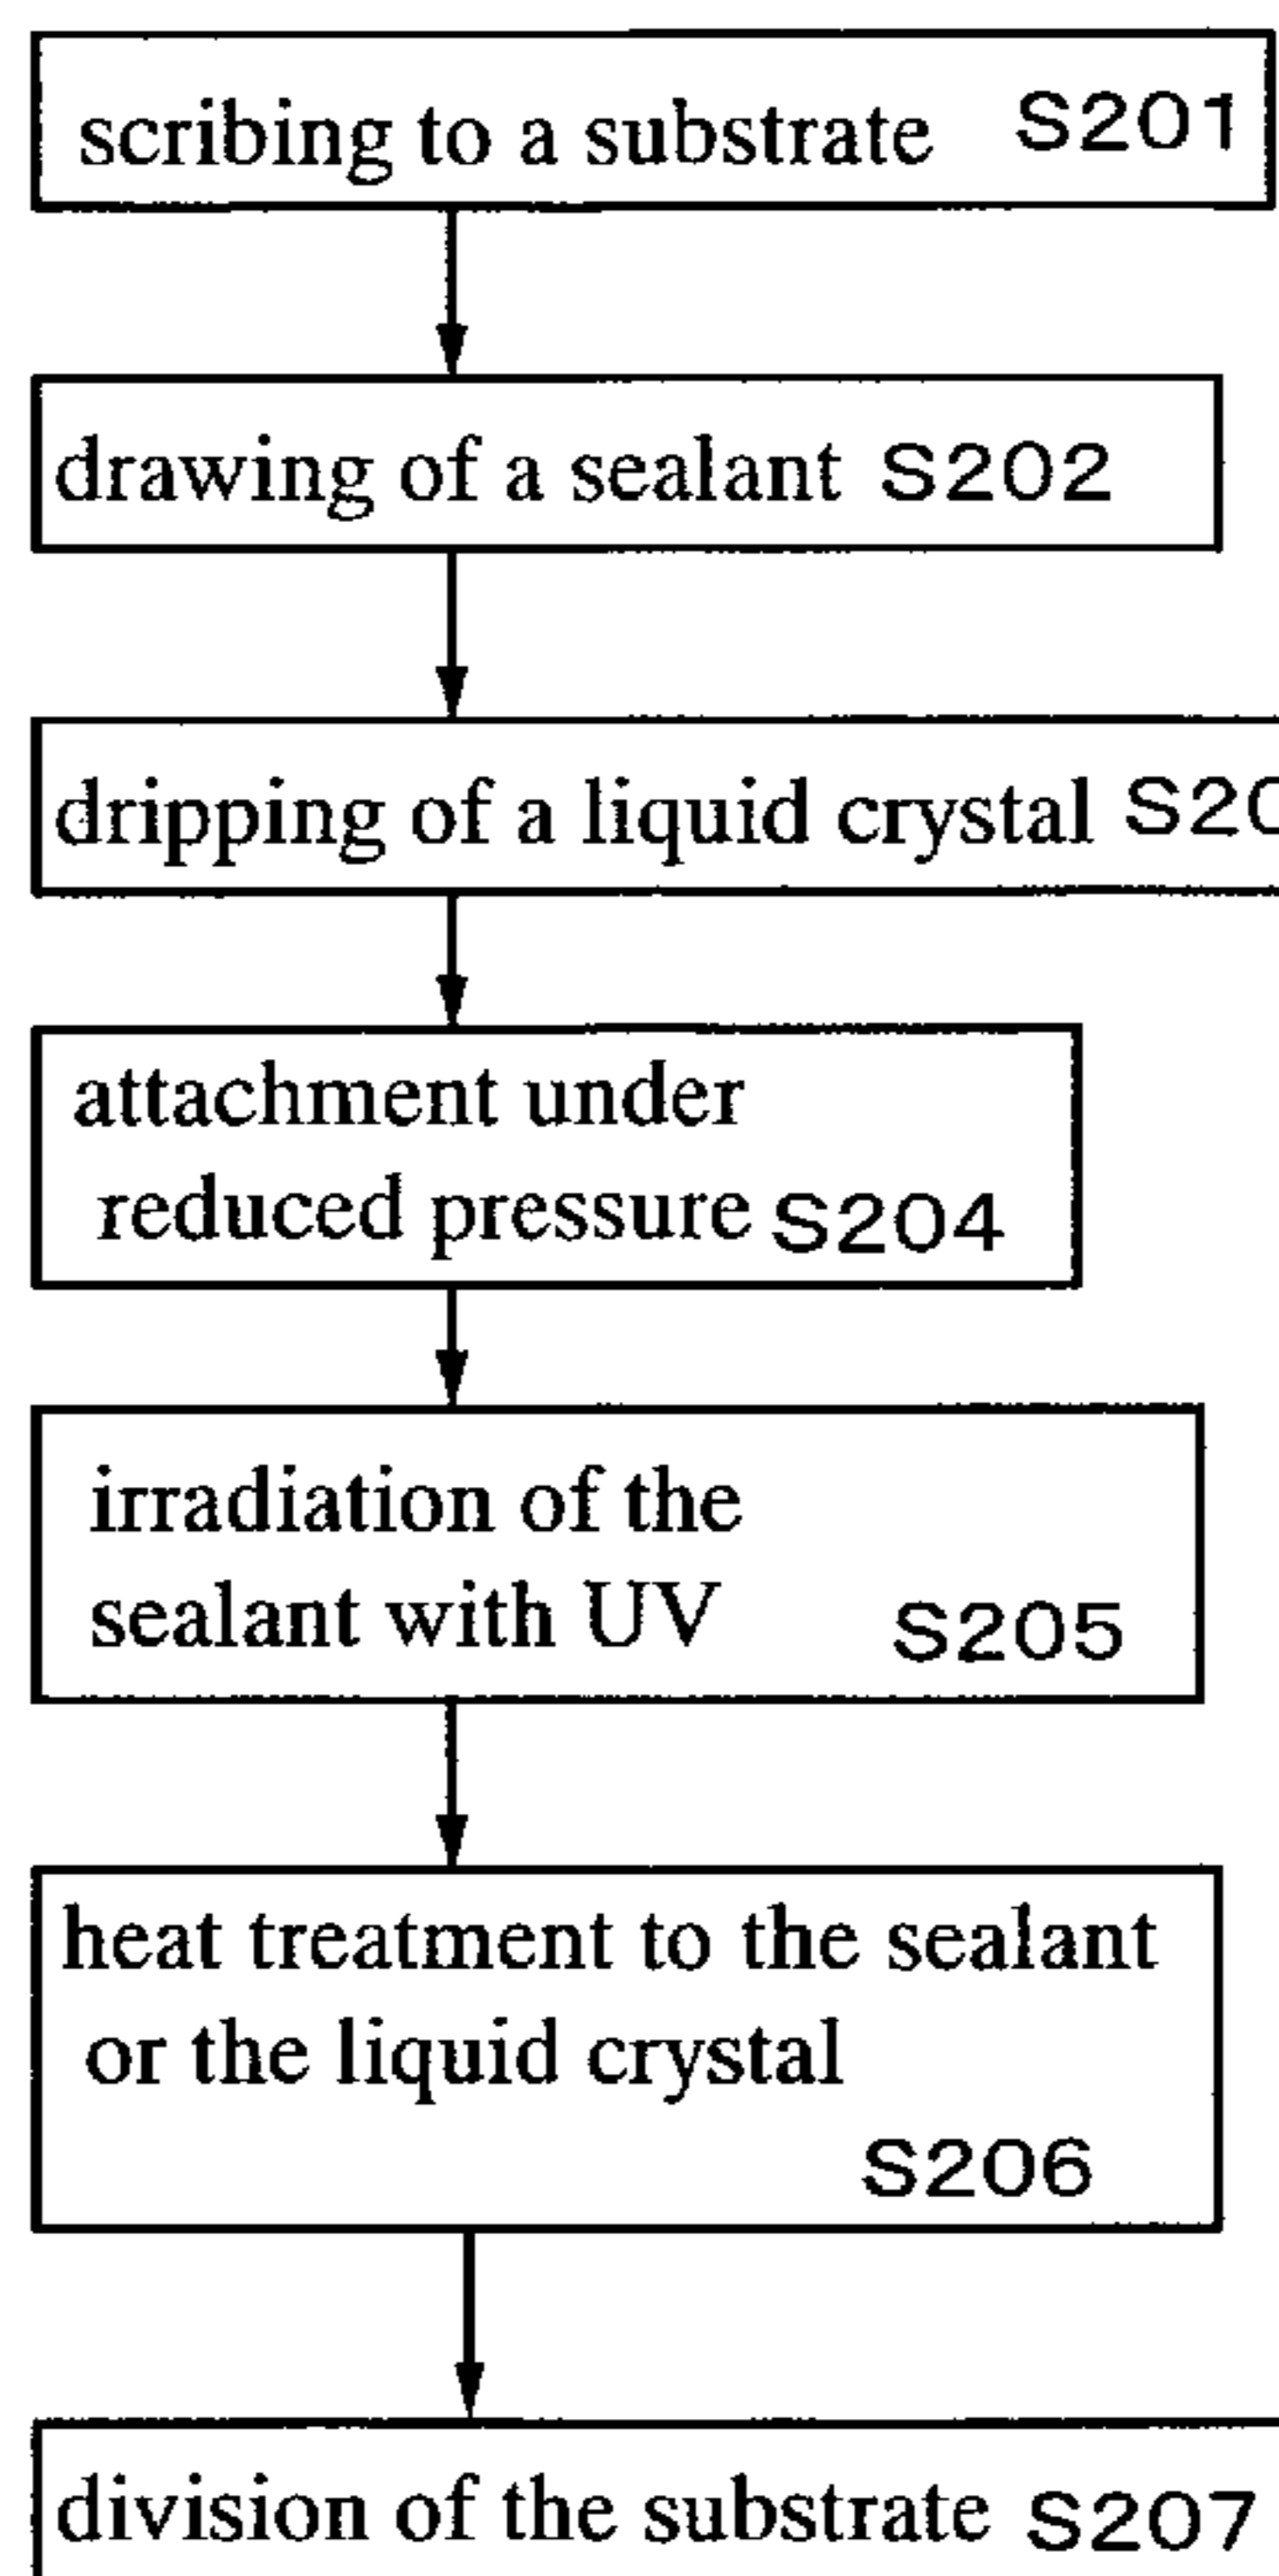 scribing to a substrate S201
drawing of a sealant S202
dripping of a liquid crystal
attachment under
reduced pressure S204
irradiation of the
sealant with UV S205
heat treatment to the sealant
or the liquid crystal
S206
division of the substrate S207